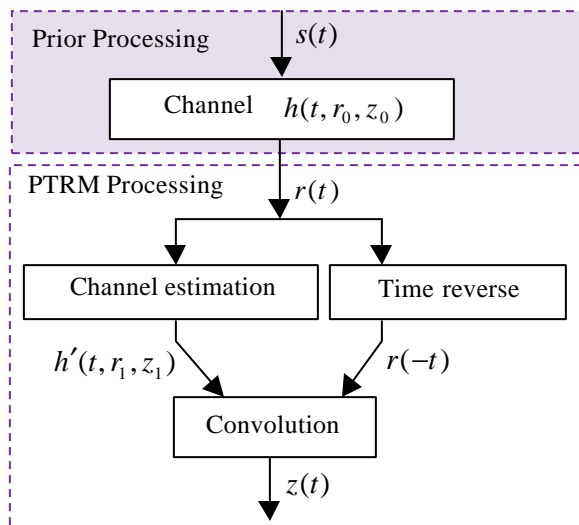 Prior Processing
s(t)
Channel h(t, r₀, z₀)
PTRM Processing
r(t)
Channel estimation
Time reverse
h′(t, r₁, z₁)
r(−t)
Convolution
z(t)